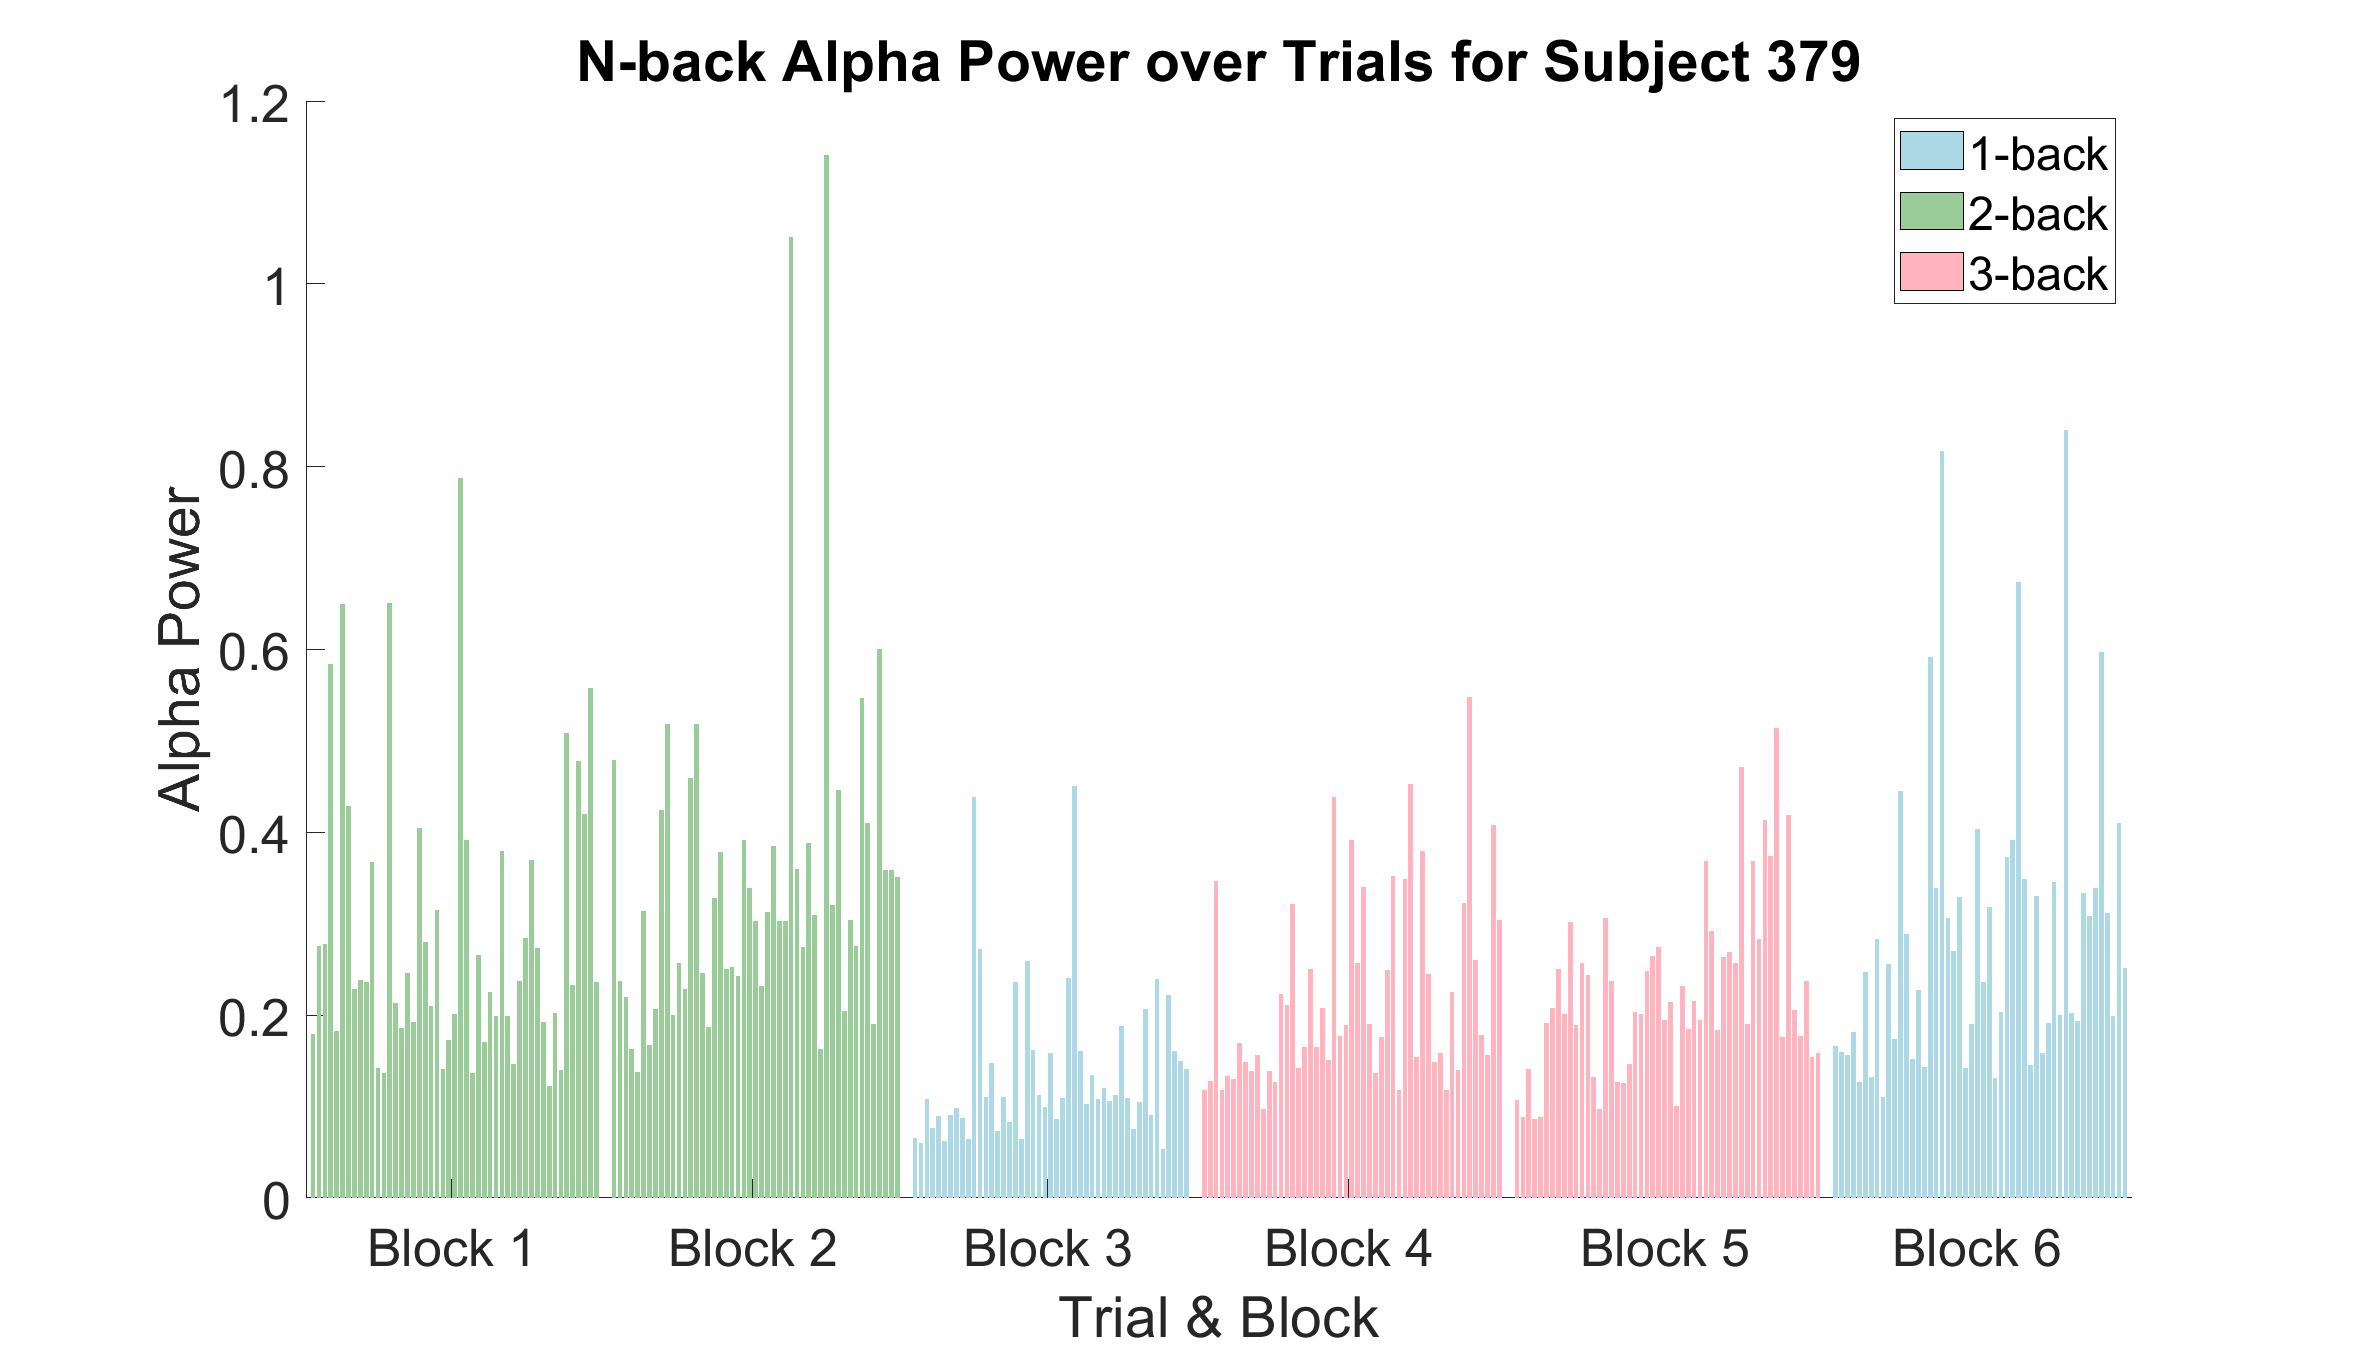 N-back Alpha Power over Trials for Subject 379
1.2
1
0.8
0.6
0.4
0.2
0
Alpha Power
1-back
2-back
3-back
Block 1
Block 2
Block 3
Block 4
Block 5
Block 6
Trial & Block